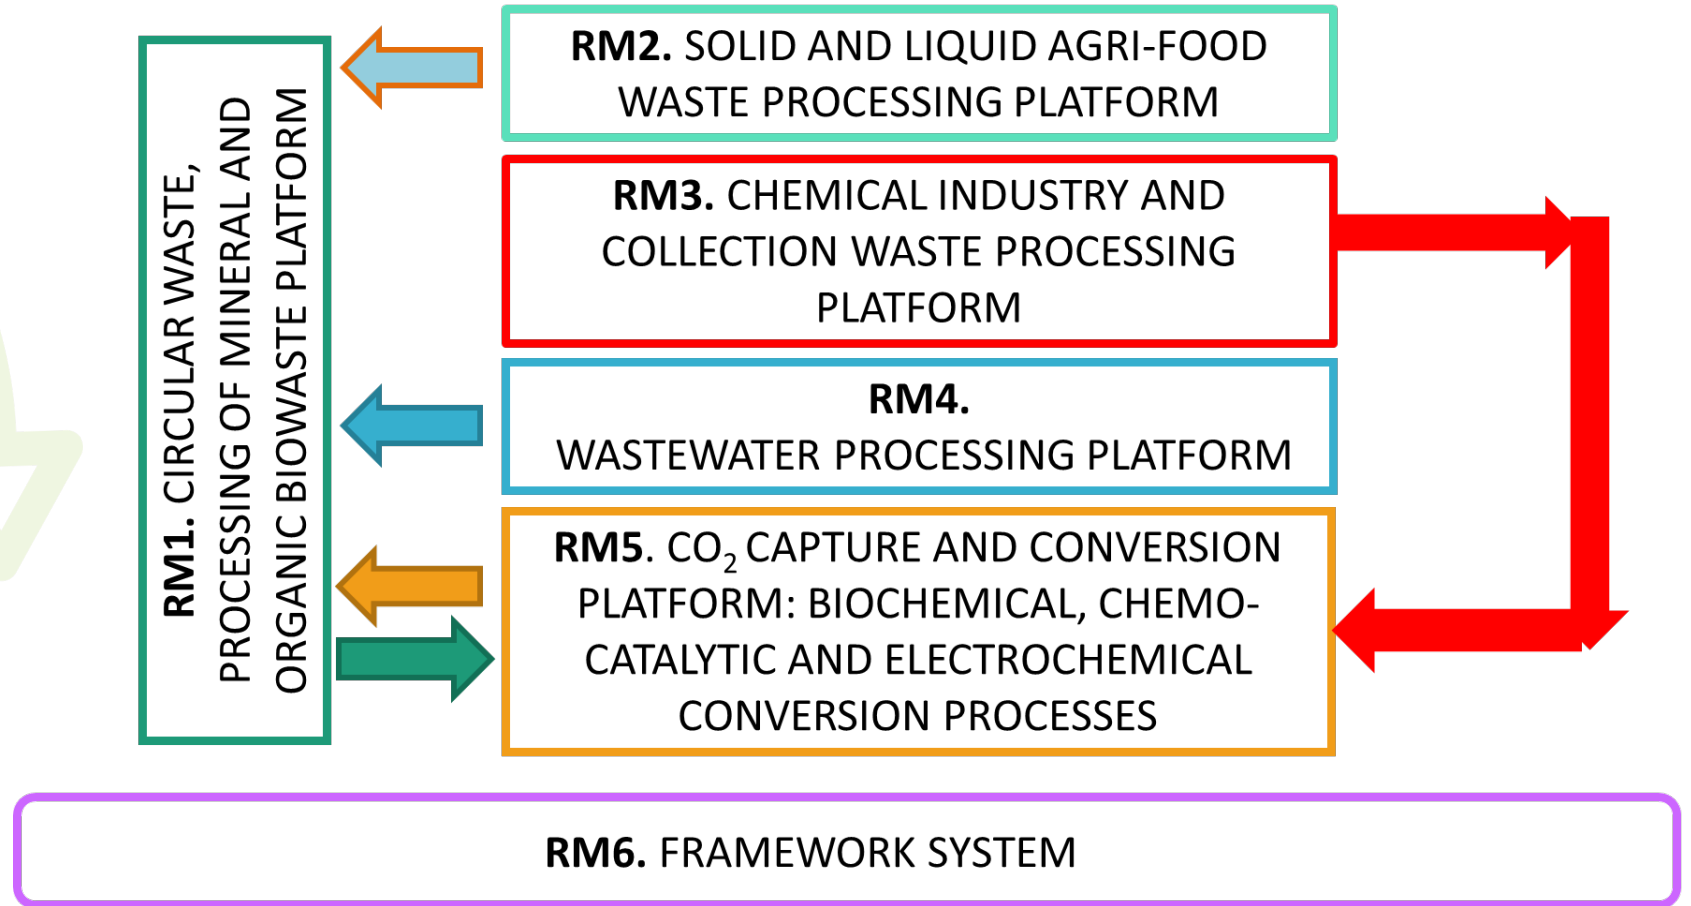 RM1. CIRCULAR WASTE,
PROCESSING OF MINERAL AND
ORGANIC BIOWASTE PLATFORM
RM2. SOLID AND LIQUID AGRI-FOOD
WASTE PROCESSING PLATFORM
RM3. CHEMICAL INDUSTRY AND
COLLECTION WASTE PROCESSING
PLATFORM
RM4.
WASTEWATER PROCESSING PLATFORM
RM5. CO₂ CAPTURE AND CONVERSION
PLATFORM: BIOCHEMICAL, CHEMO-
CATALYTIC AND ELECTROCHEMICAL
CONVERSION PROCESSES
RM6. FRAMEWORK SYSTEM